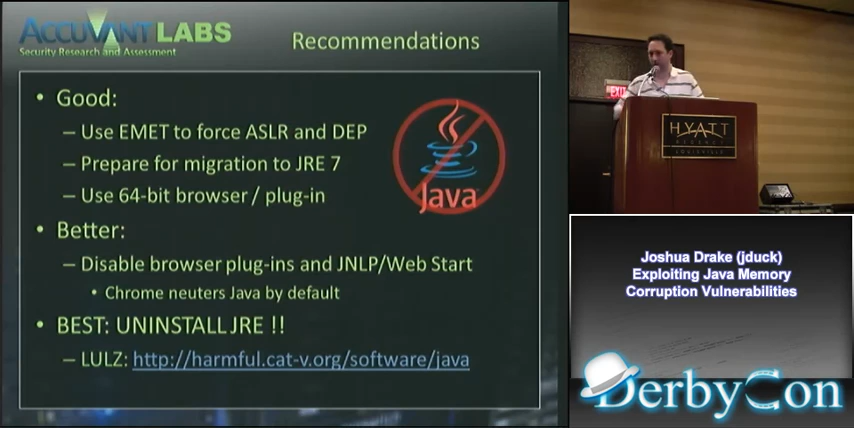 ACCUVANT LABS
Security Research and Assessment
Recommendations
• Good:
– Use EMET to force ASLR and DEP
– Prepare for migration to JRE 7
– Use 64-bit browser / plug-in
Java
• Better:
– Disable browser plug-ins and JNLP/Web Start
• Chrome neuters Java by default
• BEST: UNINSTALL JRE !!
– LULZ: http://harmful.cat-v.org/software/java
EXIT
HYATT
REGENCY
LOUISVILLE
Joshua Drake (jduck)
Exploiting Java Memory
Corruption Vulnerabilities
DerbyCon